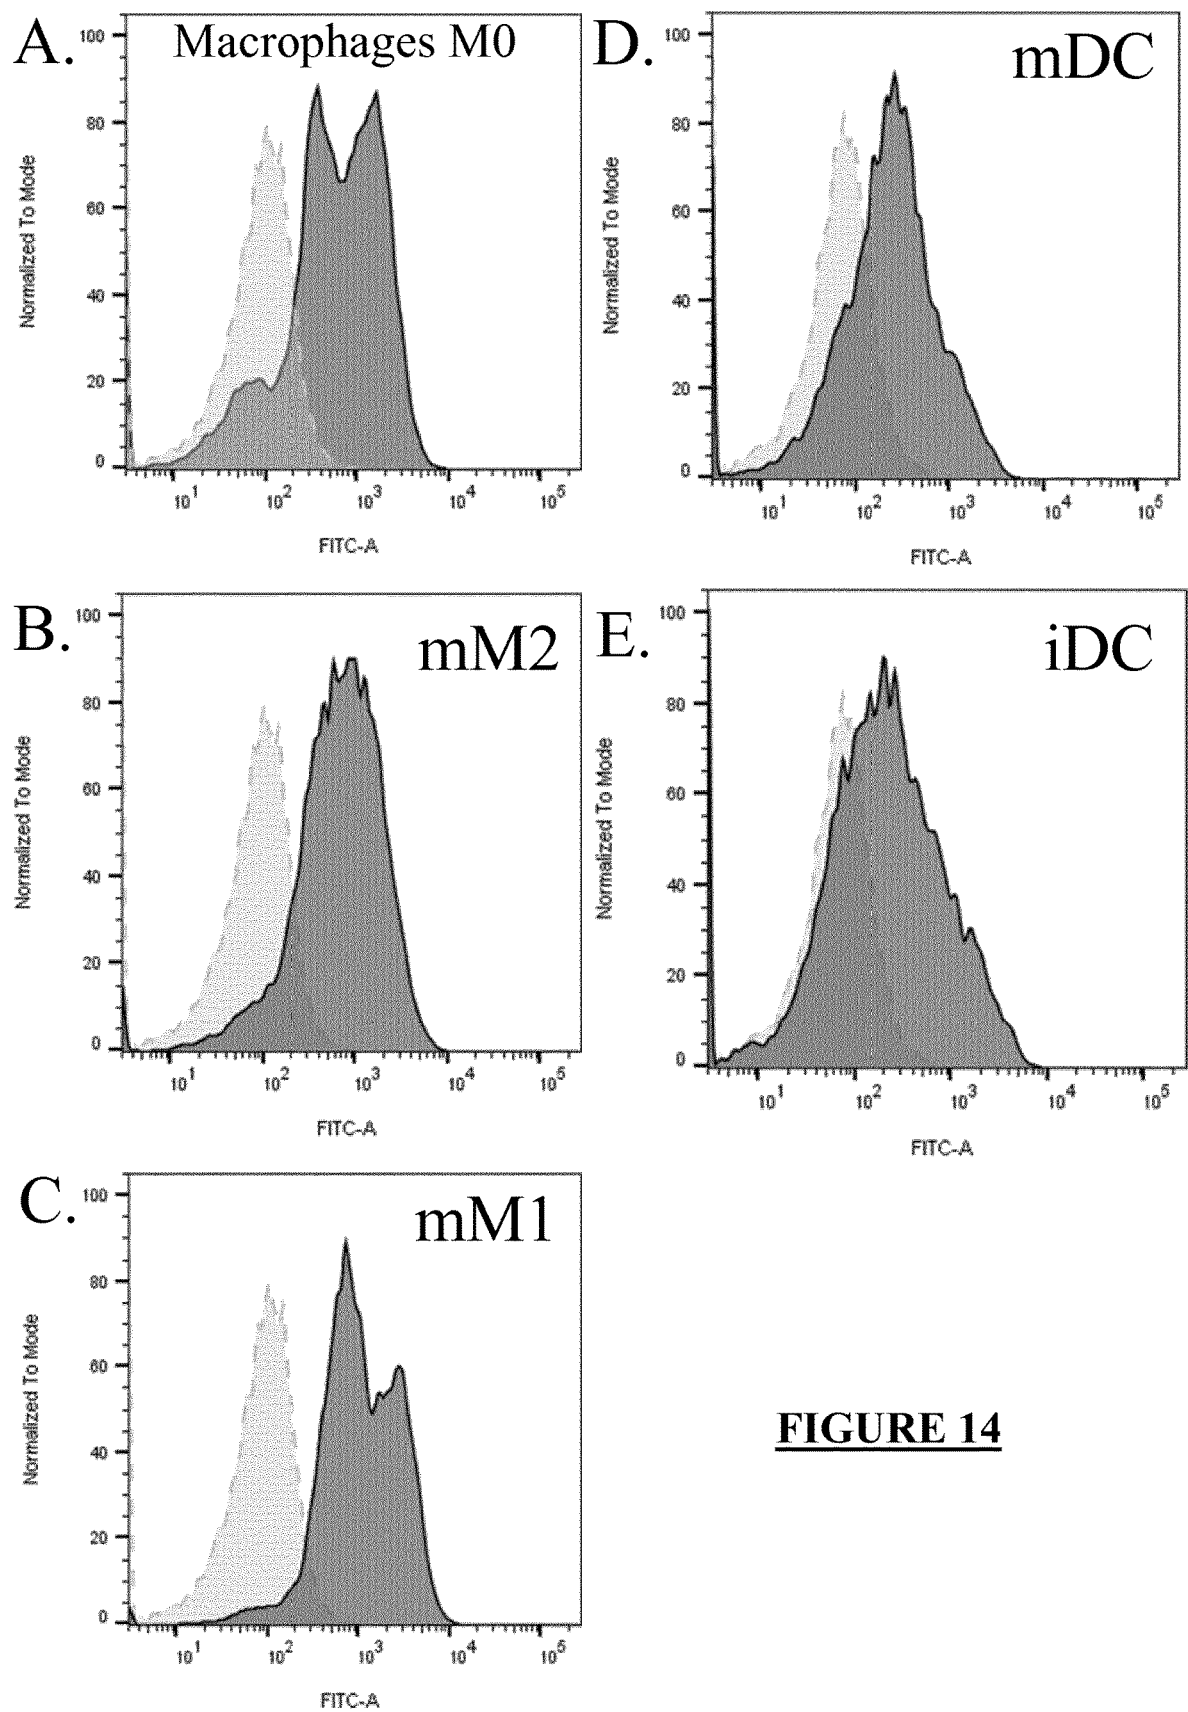 A.
Macrophages M0
Normalized To Mode
100
80
60
40
20
0
10¹ 10² 10³ 10⁴ 10⁵
FITC-A
B.
mM2
Normalized To Mode
100
80
60
40
20
0
10¹ 10² 10³ 10⁴ 10⁵
FITC-A
C.
mM1
Normalized To Mode
100
80
60
40
20
0
10¹ 10² 10³ 10⁴ 10⁵
FITC-A
D.
mDC
Normalized To Mode
100
80
60
40
20
0
10¹ 10² 10³ 10⁴ 10⁵
FITC-A
E.
iDC
Normalized To Mode
100
80
60
40
20
0
10¹ 10² 10³ 10⁴ 10⁵
FITC-A
FIGURE 14